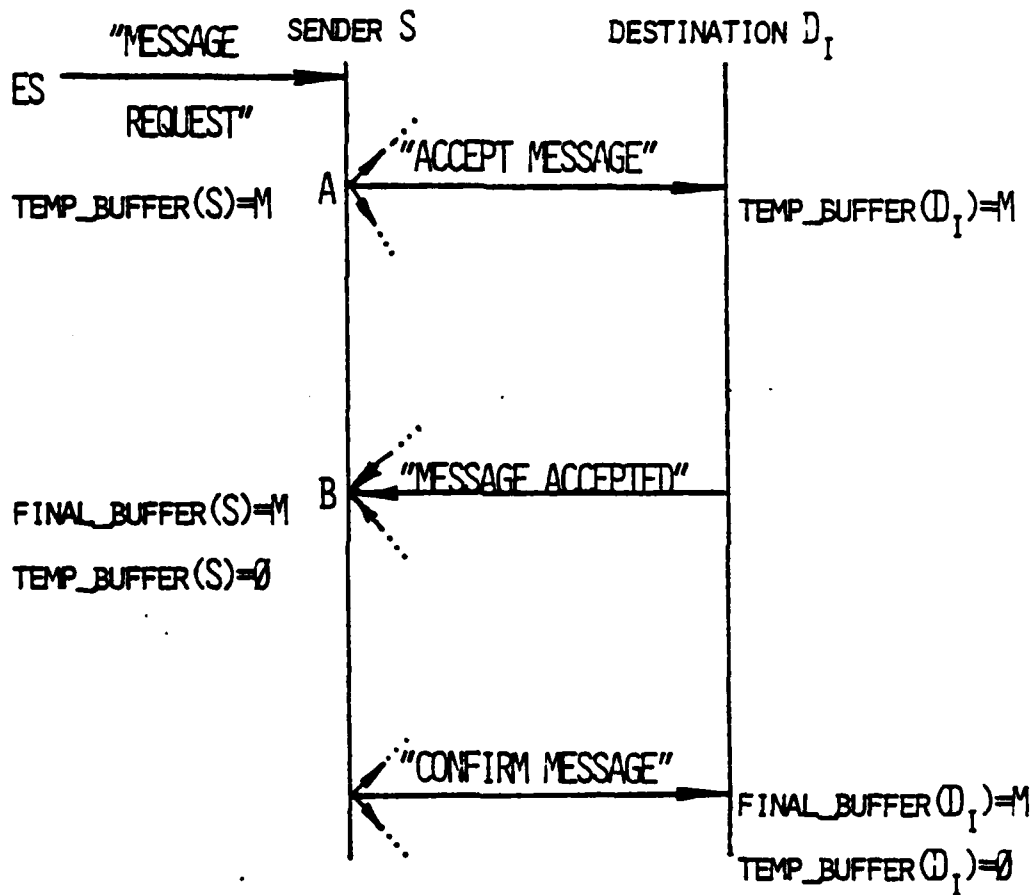 "MESSAGE
REQUEST"
SENDER S
DESTINATION D_I
ES
"ACCEPT MESSAGE"
A
TEMP_BUFFER(S)=M
TEMP_BUFFER(D_I)=M
"MESSAGE ACCEPTED"
B
FINAL_BUFFER(S)=M
TEMP_BUFFER(S)=Ø
"CONFIRM MESSAGE"
FINAL_BUFFER(D_I)=M
TEMP_BUFFER(D_I)=Ø